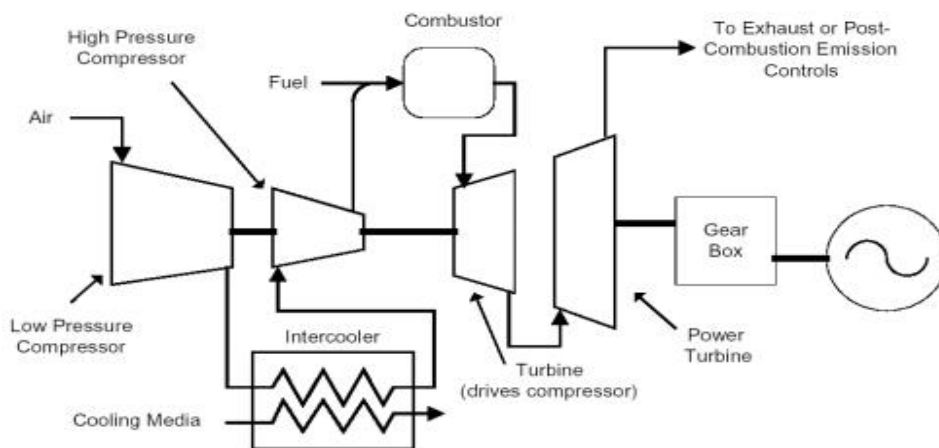 Combustor
To Exhaust or Post-
Combustion Emission
Controls
High Pressure
Compressor
Fuel
Air
Gear
Box
Low Pressure
Compressor
Intercooler
Turbine
(drives compressor)
Power
Turbine
Cooling Media